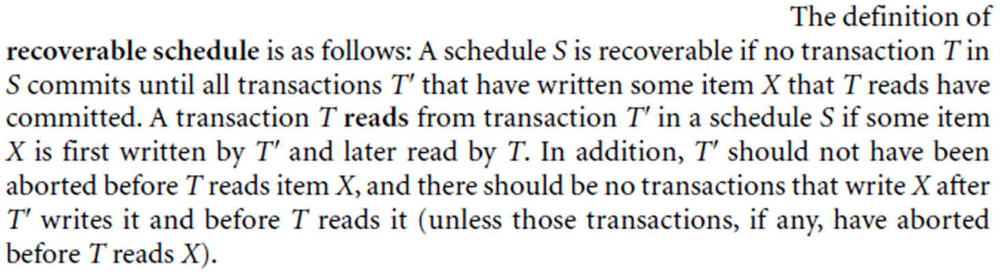 The definition of
recoverable schedule is as follows: A schedule S is recoverable if no transaction T in
S commits until all transactions T′ that have written some item X that T reads have
committed. A transaction T reads from transaction T′ in a schedule S if some item
X is first written by T′ and later read by T. In addition, T′ should not have been
aborted before T reads item X, and there should be no transactions that write X after
T′ writes it and before T reads it (unless those transactions, if any, have aborted
before T reads X).